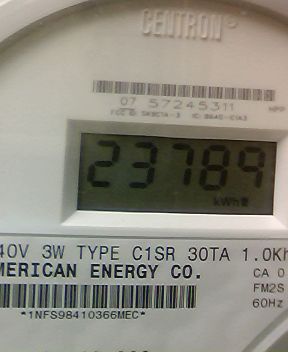 CENTRON®
07 57245311
23789
kWh
40V 3W TYPE C1SR 30TA 1.0Kh
MERICAN ENERGY CO.
CA 0
FM2S
60Hz
*1NFS98410366MEC*